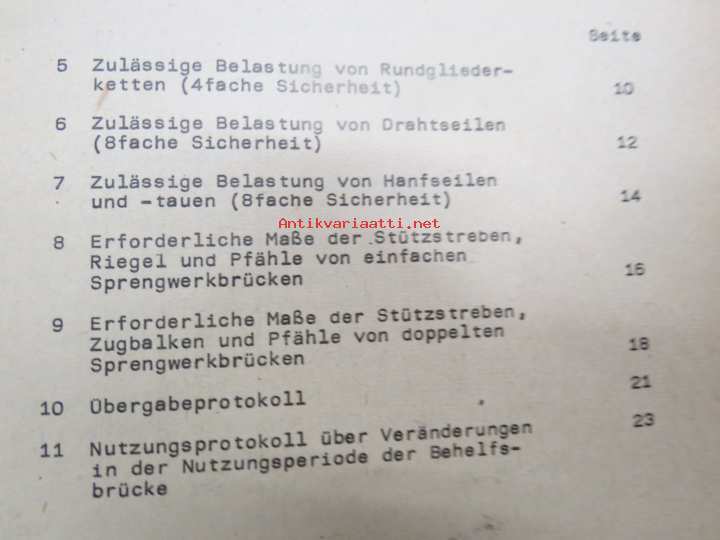 Seite
5 Zulässige Belastung von Rundglieder-
ketten (4fache Sicherheit) 10
6 Zulässige Belastung von Drahtseilen
(8fache Sicherheit) 12
7 Zulässige Belastung von Hanfseilen
und -tauen (8fache Sicherheit) 14
Antikvariaatti.net
8 Erforderliche Maße der Stützstreben,
Riegel und Pfähle von einfachen
Sprengwerkbrücken 16
9 Erforderliche Maße der Stützstreben,
Zugbalken und Pfähle von doppelten
Sprengwerkbrücken 18
10 Übergabeprotokoll 21
11 Nutzungsprotokoll über Veränderungen 23
in der Nutzungsperiode der Behelfs-
brücke